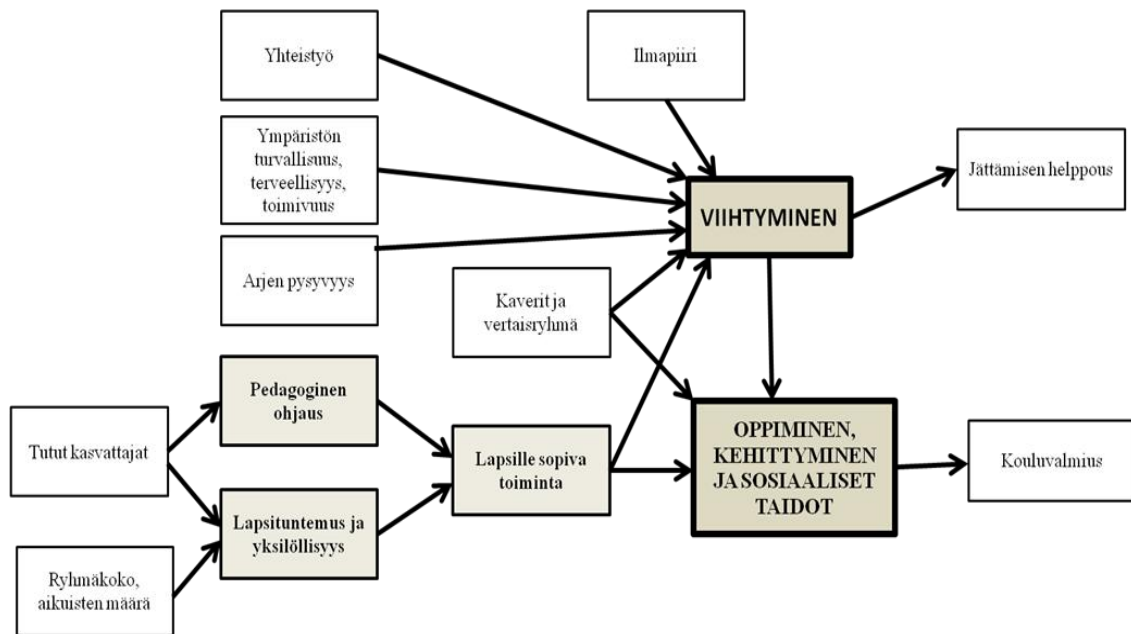 Yhteistyö
Ilmapiiri
Ympäristön
turvallisuus,
terveellisyys,
toimivuus
Jättämisen helppous
VIIHTYMINEN
Arjen pysyvyys
Kaverit ja
vertaisryhmä
Pedagoginen
ohjaus
Tutut kasvattajat
Lapsille sopiva
toiminta
OPPIMINEN,
KEHITTYMINEN
JA SOSIAALISET
TAIDOT
Kouluvalmius
Lapsituntemus ja
yksilöllisyys
Ryhmäkoko,
aikuisten määrä